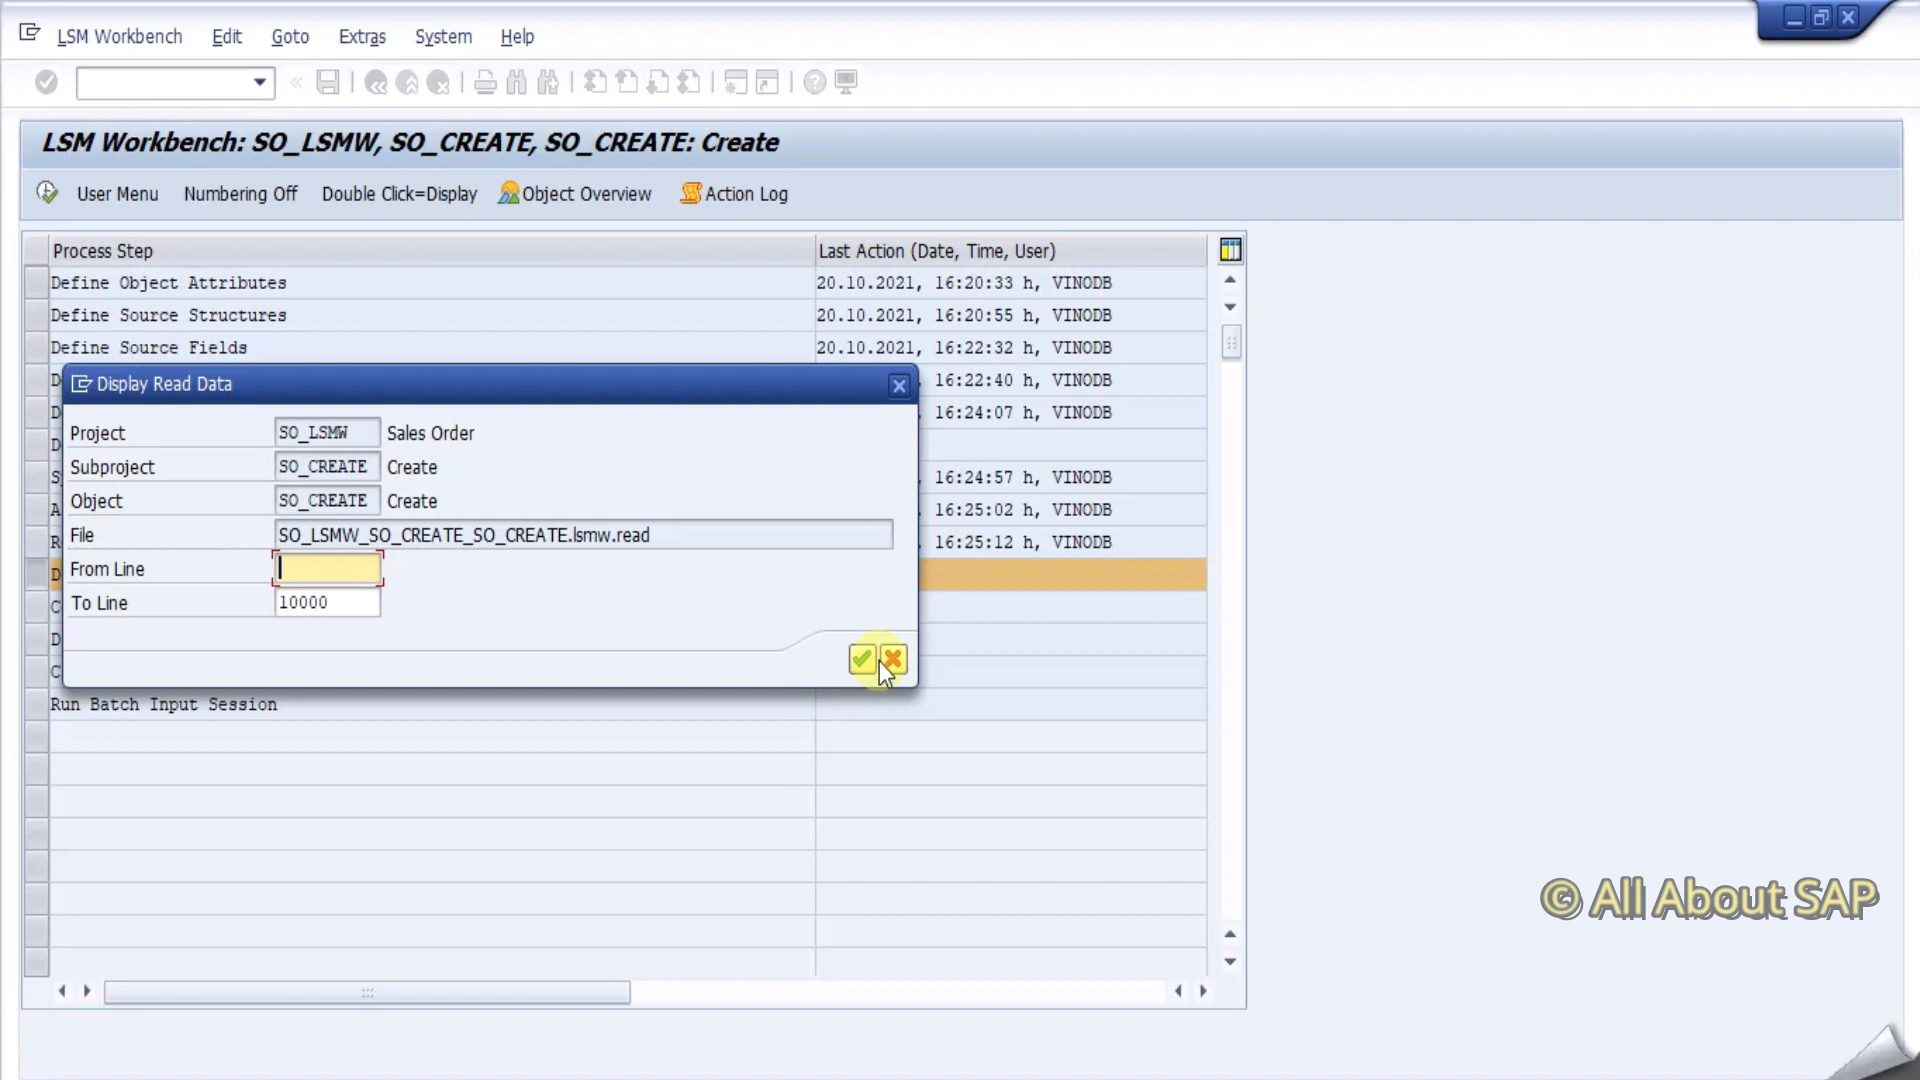 LSM Workbench Edit Goto Extras System Help
LSM Workbench: SO_LSMW, SO_CREATE, SO_CREATE: Create
User Menu Numbering Off Double Click=Display Object Overview Action Log
Process Step Last Action (Date, Time, User)
Define Object Attributes 20.10.2021, 16:20:33 h, VINODB
Define Source Structures 20.10.2021, 16:20:55 h, VINODB
Define Source Fields 20.10.2021, 16:22:32 h, VINODB
D 16:22:40 h, VINODB
Display Read Data
D 16:24:07 h, VINODB
Project SO_LSMW Sales Order
D
Subproject SO_CREATE Create
S 16:24:57 h, VINODB
Object SO_CREATE Create
A 16:25:02 h, VINODB
File SO_LSMW_SO_CREATE_SO_CREATE.lsmw.read
R 16:25:12 h, VINODB
From Line
D
To Line 10000
C
D
C
Run Batch Input Session
© All About SAP